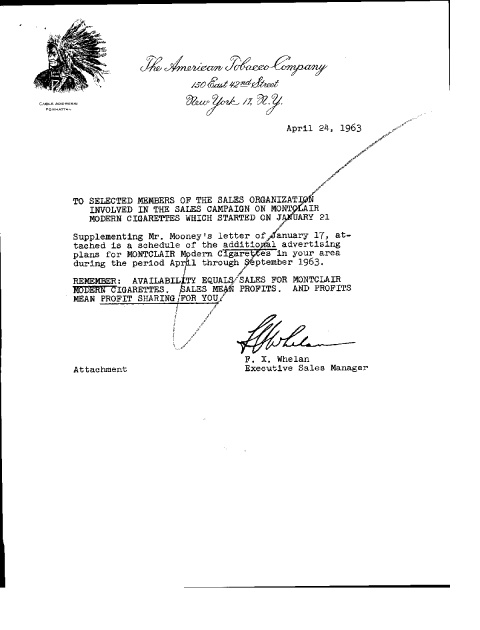 The American Tobacco Company
150 East 42nd Street
New York 17, N.Y.
CABLE ADDRESS
POWHATTAN
April 24, 1963
TO SELECTED MEMBERS OF THE SALES ORGANIZATION
INVOLVED IN THE SALES CAMPAIGN ON MONTCLAIR
MODERN CIGARETTES WHICH STARTED ON JANUARY 21
Supplementing Mr. Mooney's letter of January 17, at-
tached is a schedule of the additional advertising
plans for MONTCLAIR Modern Cigarettes in your area
during the period April through September 1963.
REMEMBER: AVAILABILITY EQUALS SALES FOR MONTCLAIR
MODERN CIGARETTES. SALES MEAN PROFITS. AND PROFITS
MEAN PROFIT SHARING FOR YOU.
F X Whelan
F. X. Whelan
Executive Sales Manager
Attachment